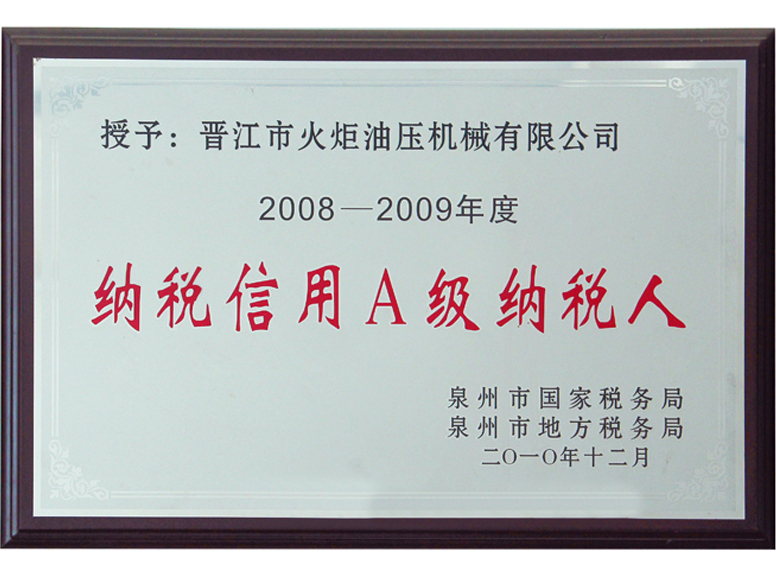 授予：晋江市火炬油压机械有限公司
2008—2009年度
纳税信用A级纳税人
泉州市国家税务局
泉州市地方税务局
二〇一〇年十二月